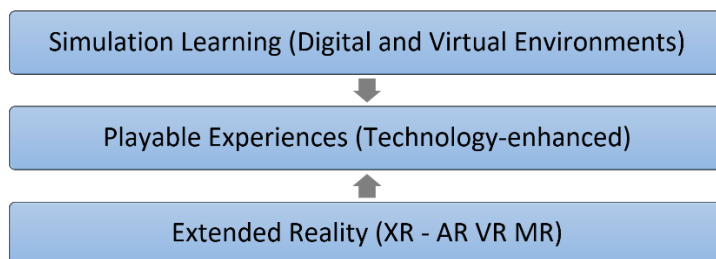 Simulation Learning (Digital and Virtual Environments)
Playable Experiences (Technology-enhanced)
Extended Reality (XR - AR VR MR)